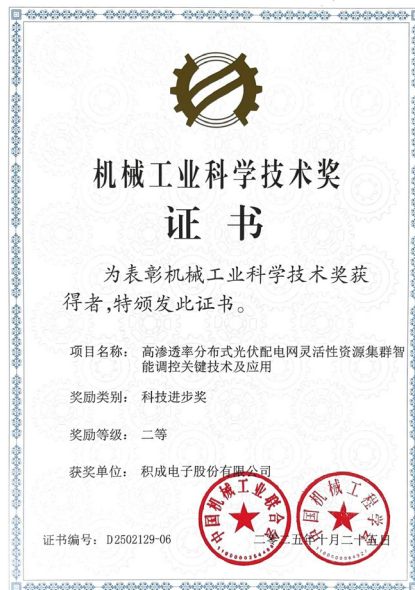 机械工业科学技术奖
证书
为表彰机械工业科学技术奖获
得者,特颁发此证书。
项目名称: 高渗透率分布式光伏配电网灵活性资源集群智
能调控关键技术及应用
奖励类别: 科技进步奖
奖励等级: 二等
获奖单位: 积成电子股份有限公司
中国机械工业联合会
中国机械工程学会
证书编号: D2502129-06
二零二五年十月二十五日